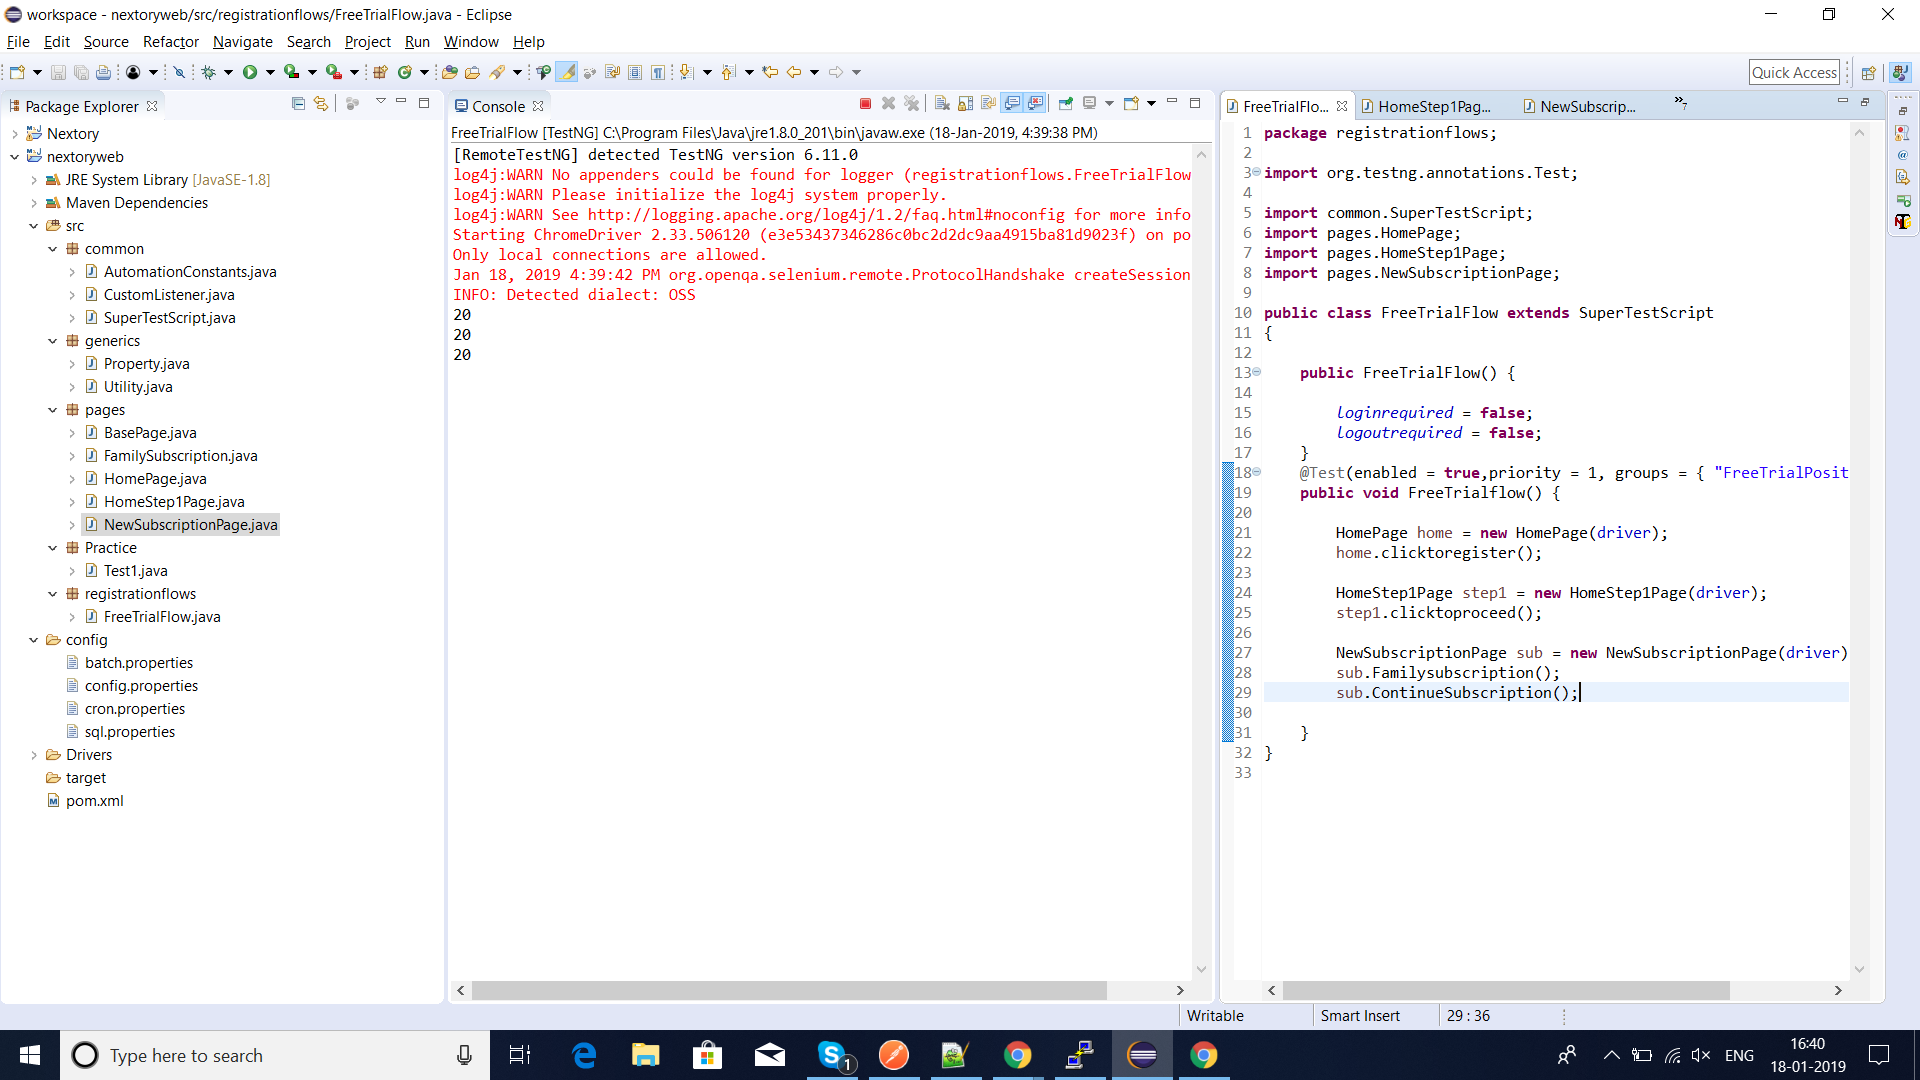 workspace - nextoryweb/src/registrationflows/FreeTrialFlow.java - Eclipse
File Edit Source Refactor Navigate Search Project Run Window Help
Quick Access
Package Explorer
Nextory
nextoryweb
JRE System Library [JavaSE-1.8]
Maven Dependencies
src
common
AutomationConstants.java
CustomListener.java
SuperTestScript.java
generics
Property.java
Utility.java
pages
BasePage.java
FamilySubscription.java
HomePage.java
HomeStep1Page.java
NewSubscriptionPage.java
Practice
Test1.java
registrationflows
FreeTrialFlow.java
config
batch.properties
config.properties
cron.properties
sql.properties
Drivers
target
pom.xml
Console
FreeTrialFlow [TestNG] C:\Program Files\Java\jre1.8.0_201\bin\javaw.exe (18-Jan-2019, 4:39:38 PM)
[RemoteTestNG] detected TestNG version 6.11.0
log4j:WARN No appenders could be found for logger (registrationflows.FreeTrialFlow
log4j:WARN Please initialize the log4j system properly.
log4j:WARN See http://logging.apache.org/log4j/1.2/faq.html#noconfig for more info
Starting ChromeDriver 2.33.506120 (e3e53437346286c0bc2d2dc9aa4915ba81d9023f) on po
Only local connections are allowed.
Jan 18, 2019 4:39:42 PM org.openqa.selenium.remote.ProtocolHandshake createSession
INFO: Detected dialect: OSS
20
20
20
FreeTrialFlo... HomeStep1Pag... NewSubscrip... »7
1 package registrationflows;
2
3 import org.testng.annotations.Test;
4
5 import common.SuperTestScript;
6 import pages.HomePage;
7 import pages.HomeStep1Page;
8 import pages.NewSubscriptionPage;
9
10 public class FreeTrialFlow extends SuperTestScript
11 {
12
13 public FreeTrialFlow() {
14
15 loginrequired = false;
16 logoutrequired = false;
17 }
18 @Test(enabled = true,priority = 1, groups = { "FreeTrialPosit
19 public void FreeTrialflow() {
20
21 HomePage home = new HomePage(driver);
22 home.clicktoregister();
23
24 HomeStep1Page step1 = new HomeStep1Page(driver);
25 step1.clicktoproceed();
26
27 NewSubscriptionPage sub = new NewSubscriptionPage(driver)
28 sub.Familysubscription();
29 sub.ContinueSubscription();
30
31 }
32 }
33
Writable Smart Insert 29 : 36
Type here to search
1
ENG
16:40
18-01-2019